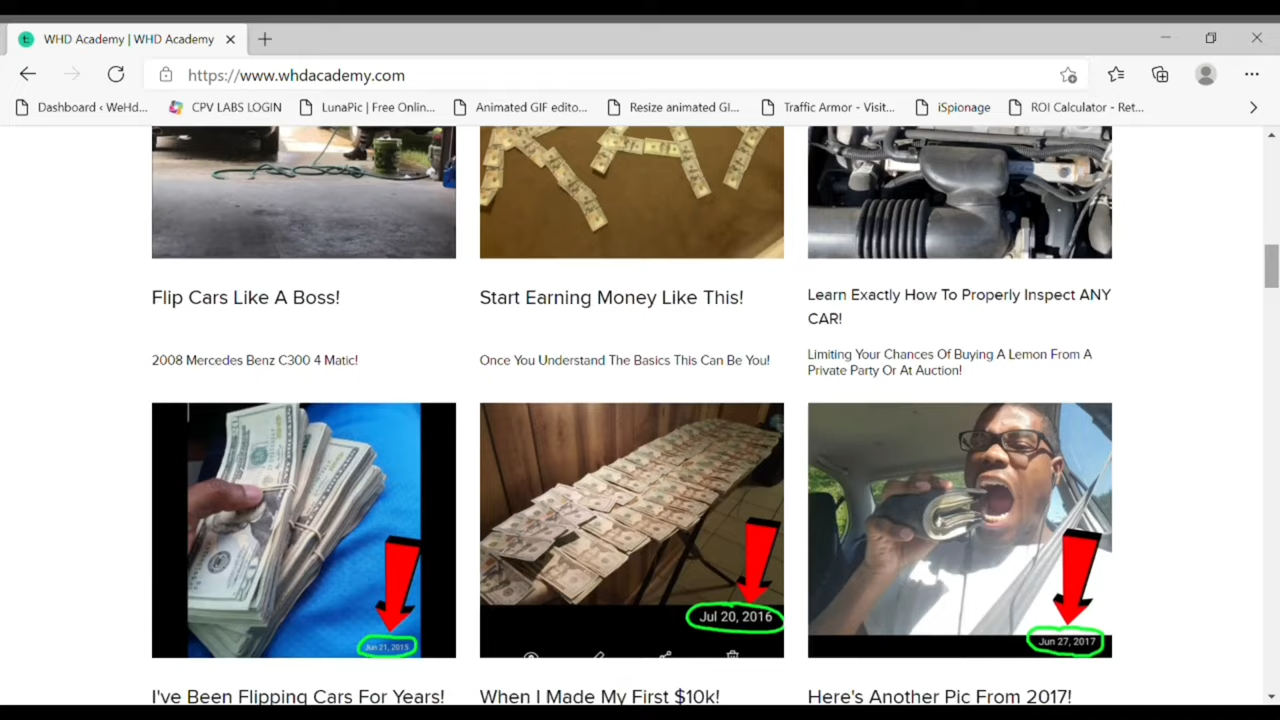 WHD Academy | WHD Academy
https://www.whdacademy.com
Dashboard ‹ WeHd...
CPV LABS LOGIN
LunaPic | Free Onlin...
Animated GIF edito...
Resize animated GI...
Traffic Armor - Visit...
iSpionage
ROI Calculator - Ret...
Flip Cars Like A Boss!
Start Earning Money Like This!
Learn Exactly How To Properly Inspect ANY
CAR!
2008 Mercedes Benz C300 4 Matic!
Once You Understand The Basics This Can Be You!
Limiting Your Chances Of Buying A Lemon From A
Private Party Or At Auction!
Jun 21, 2015
Jul 20, 2016
Jun 27, 2017
I've Been Flipping Cars For Years!
When I Made My First $10k!
Here's Another Pic From 2017!